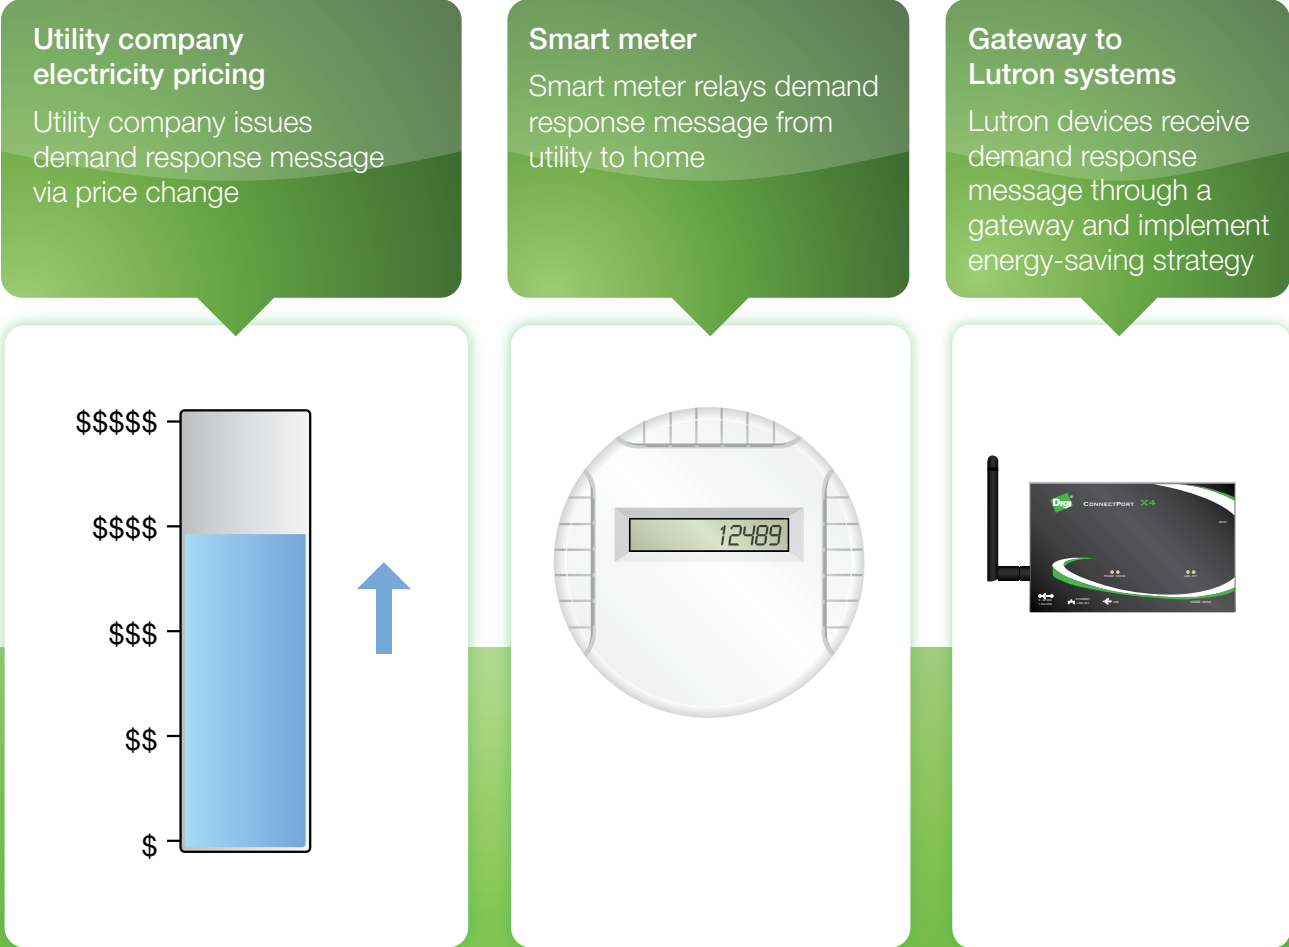 Utility company
electricity pricing
Utility company issues
demand response message
via price change
Smart meter
Smart meter relays demand
response message from
utility to home
Gateway to
Lutron systems
Lutron devices receive
demand response
message through a
gateway and implement
energy-saving strategy
$$$$$
$$$$
$$$
$$
$
12489
Digi
ConnectPort X4